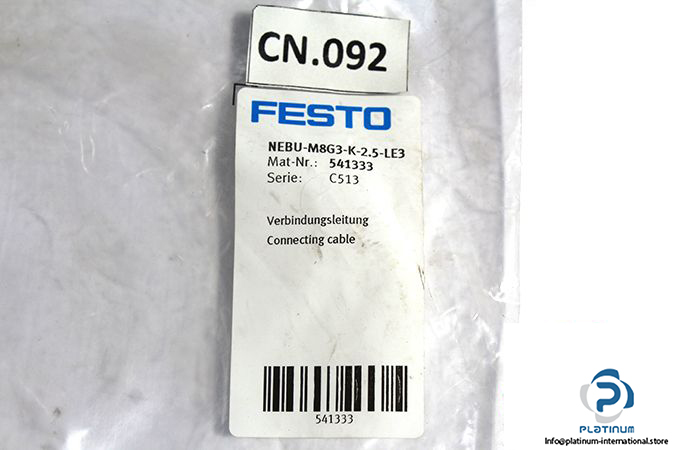 CN.092
FESTO
NEBU-M8G3-K-2.5-LE3
Mat-Nr.: 541333
Serie: C513
Verbindungsleitung
Connecting cable
541333
PLATINUM
Info@platinum-international.store